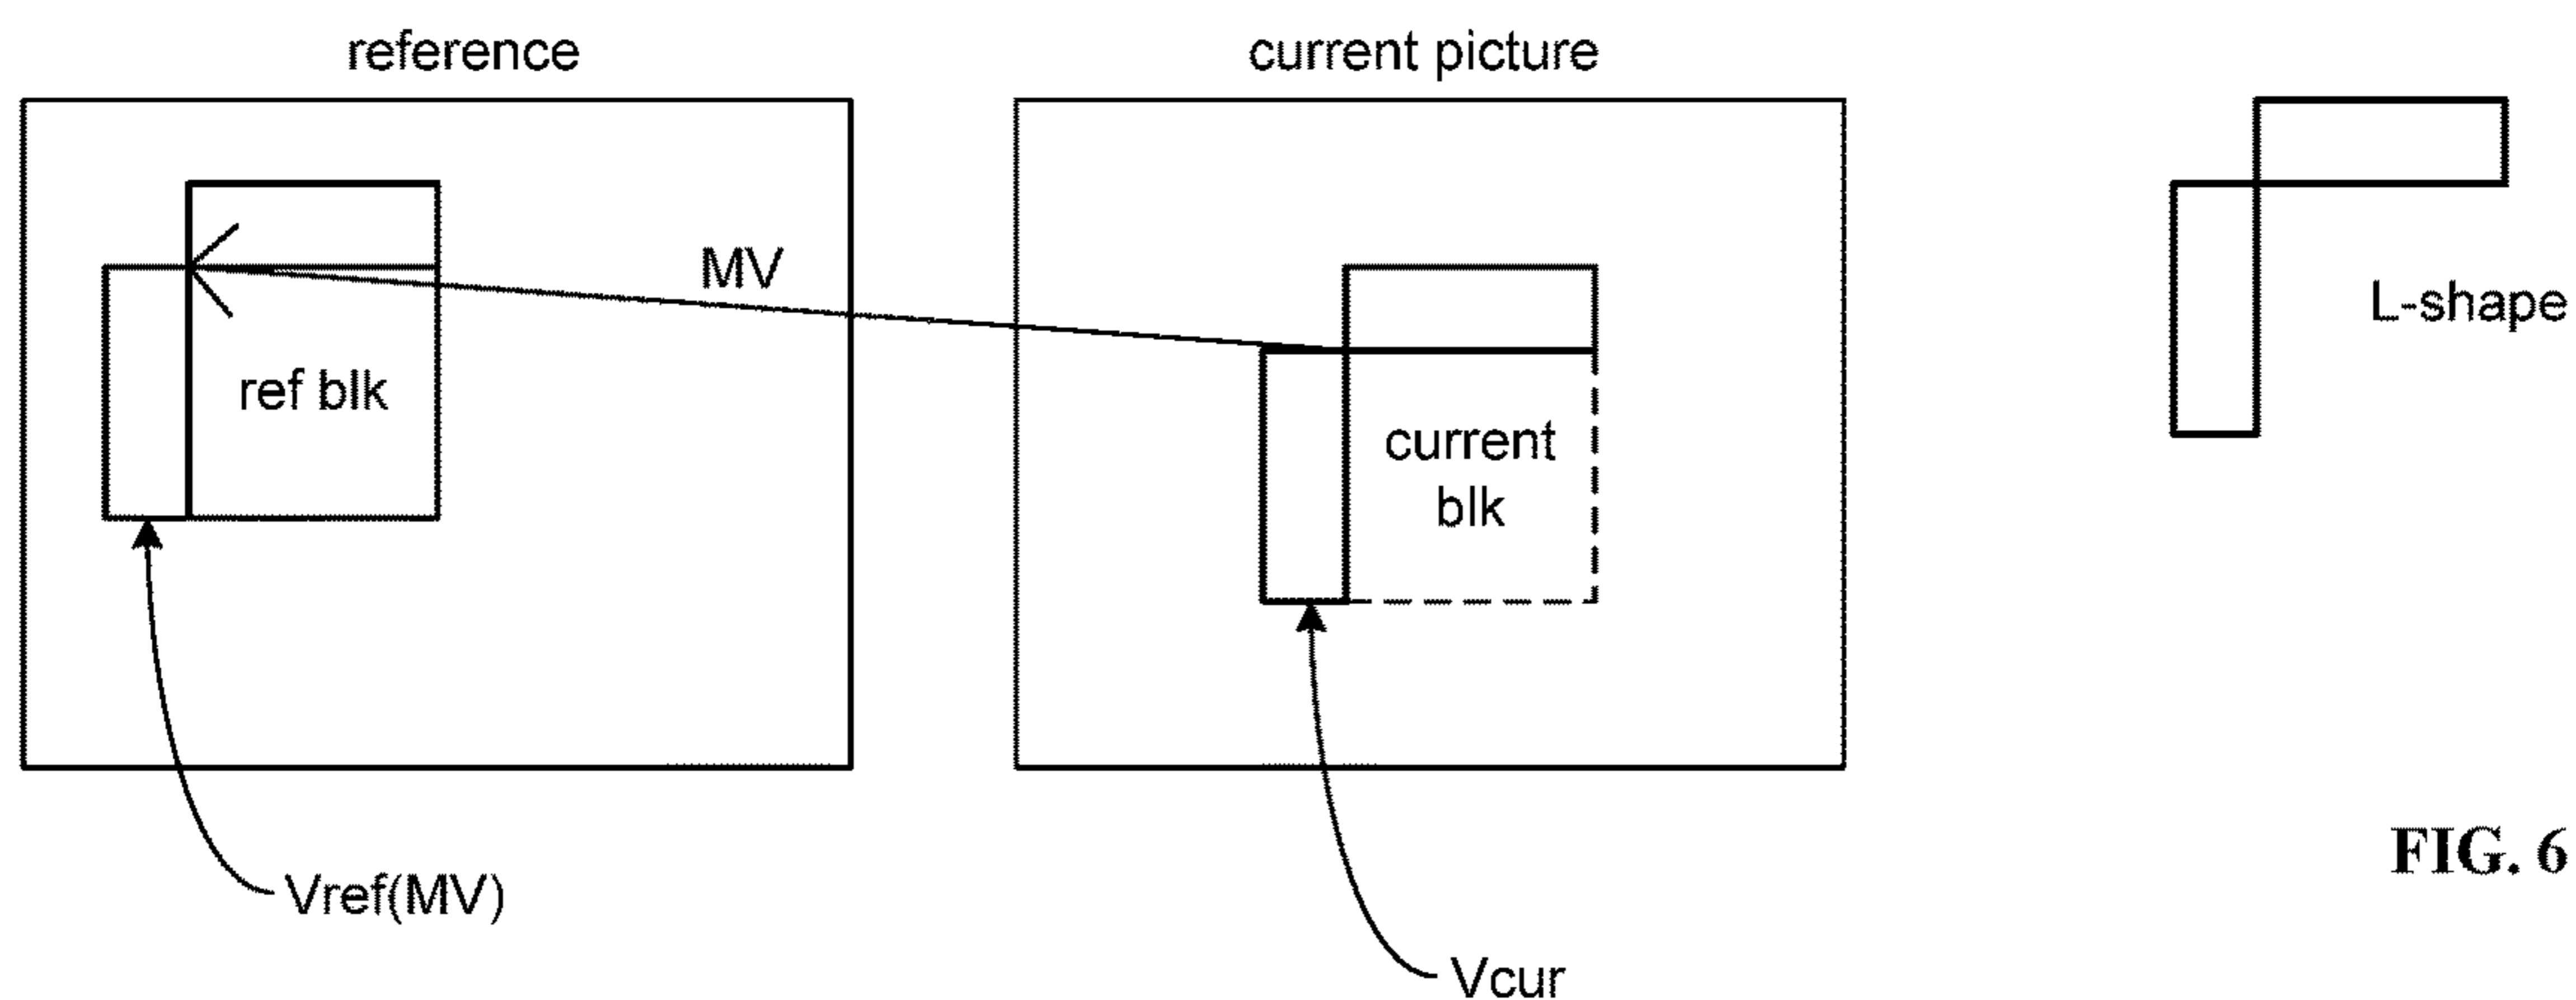 reference
current picture
MV
L-shape
ref blk
current
blk
FIG. 6
Vref(MV)
Vcur